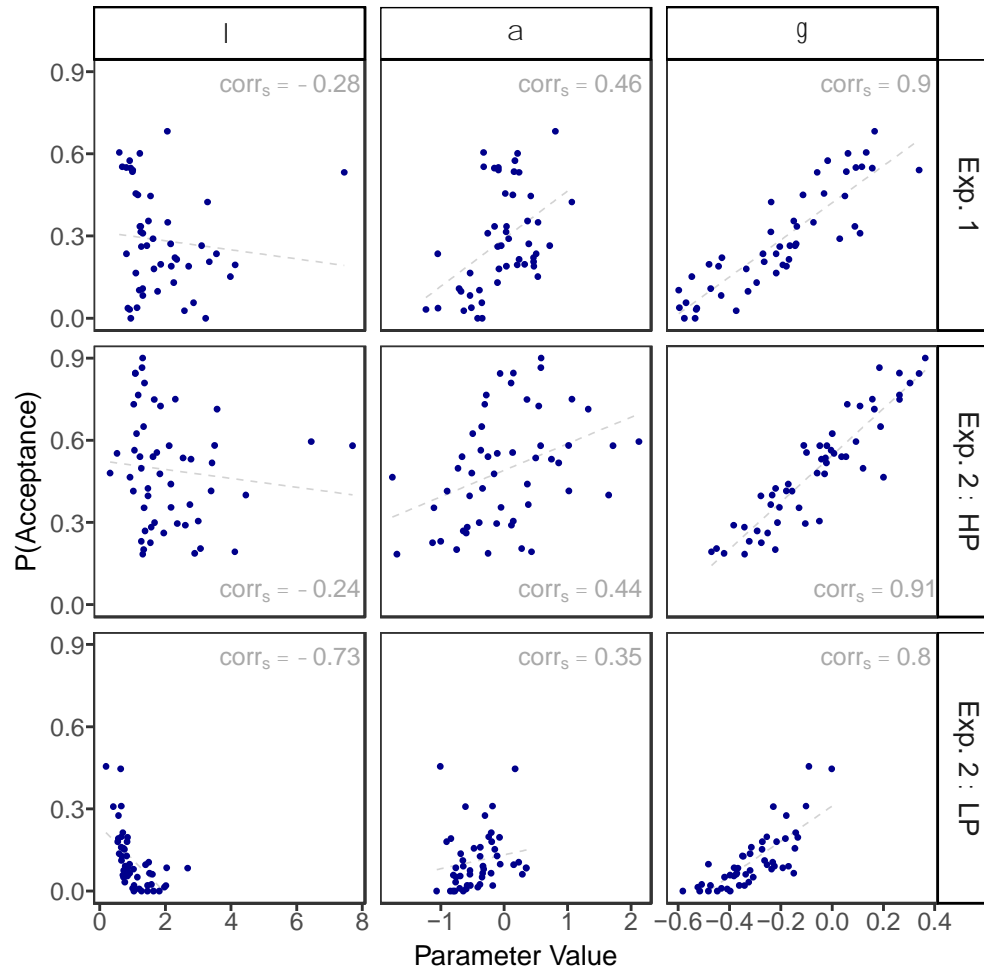 l a g
corrs = - 0.28
corrs = 0.46
corrs = 0.9
Exp. 1
0.9
0.6
0.3
0.0
corrs = - 0.24
corrs = 0.44
corrs = 0.91
Exp. 2 : HP
0.9
0.6
0.3
0.0
corrs = - 0.73
corrs = 0.35
corrs = 0.8
Exp. 2 : LP
0.9
0.6
0.3
0.0
P(Acceptance)
0 2 4 6 8
−1 0 1 2
−0.6 −0.4 −0.2 0.0 0.2 0.4
Parameter Value